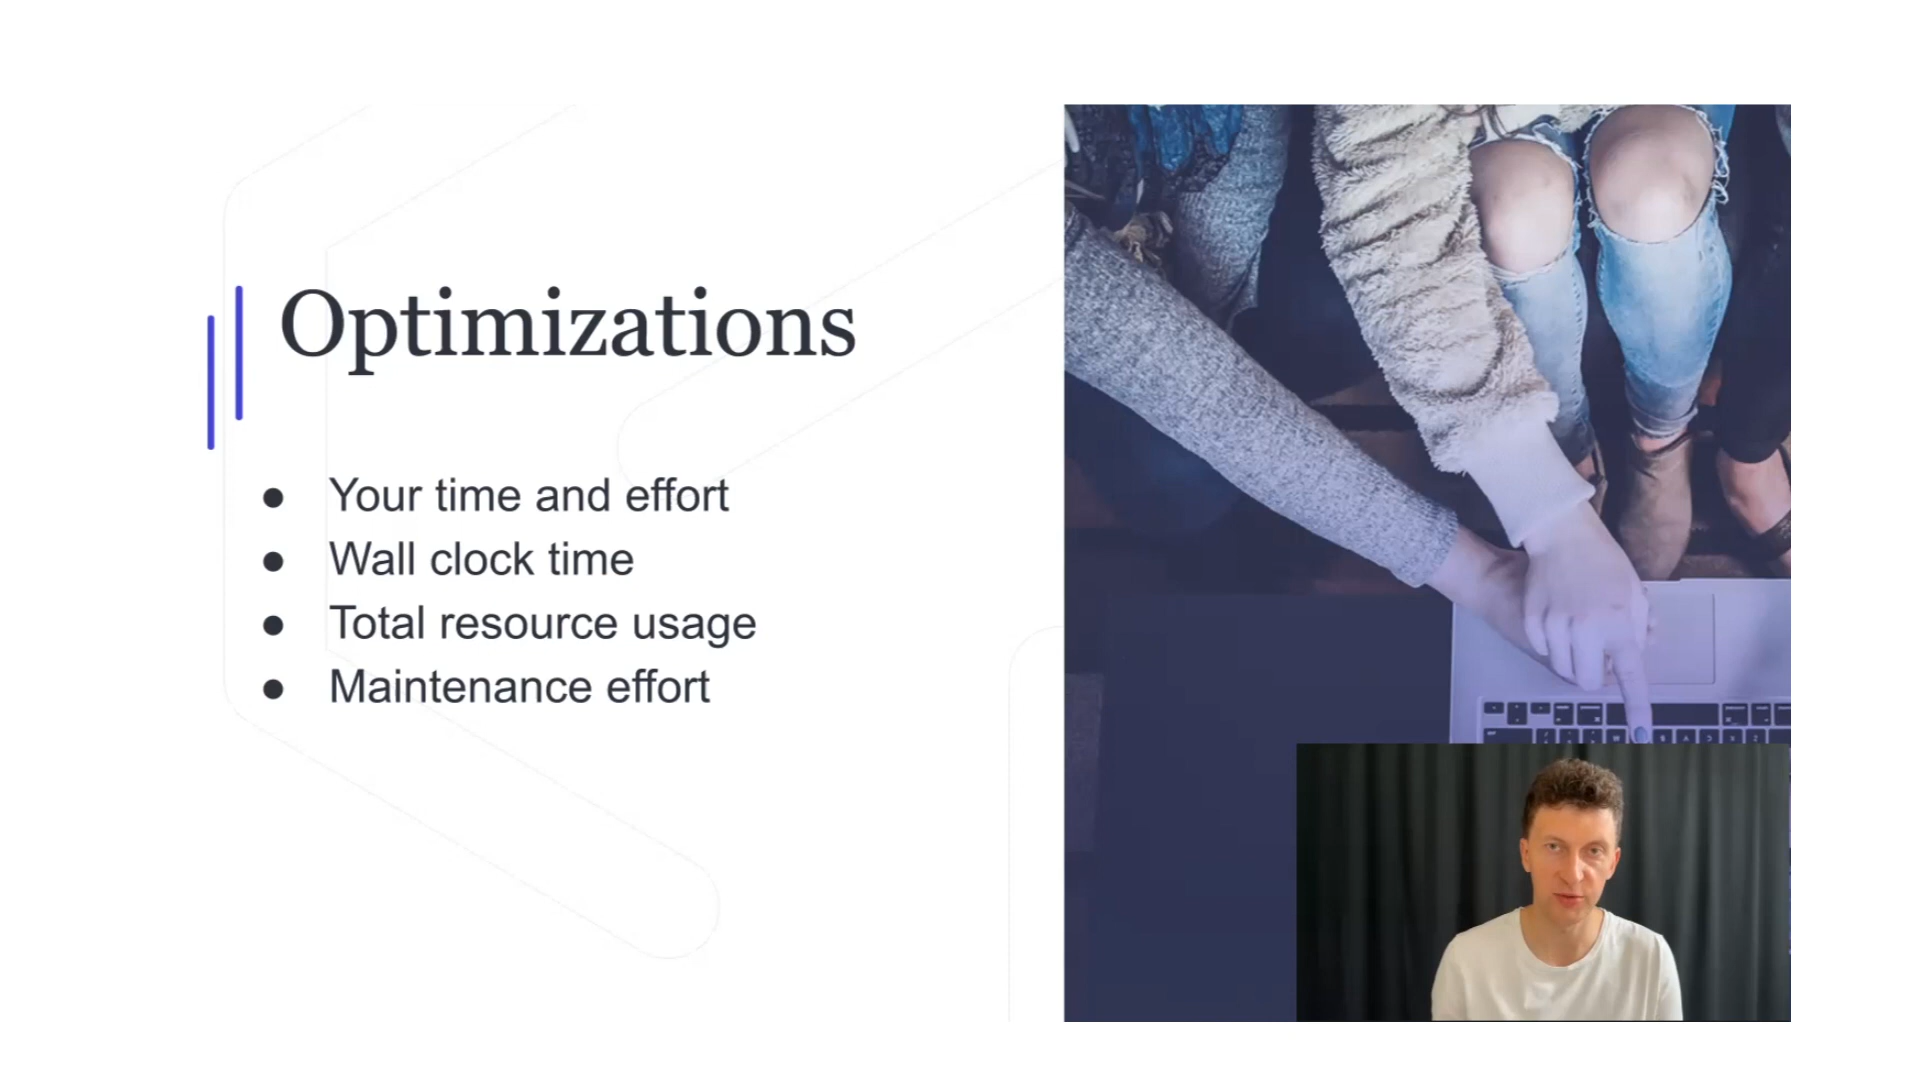 Optimizations
● Your time and effort
● Wall clock time
● Total resource usage
● Maintenance effort